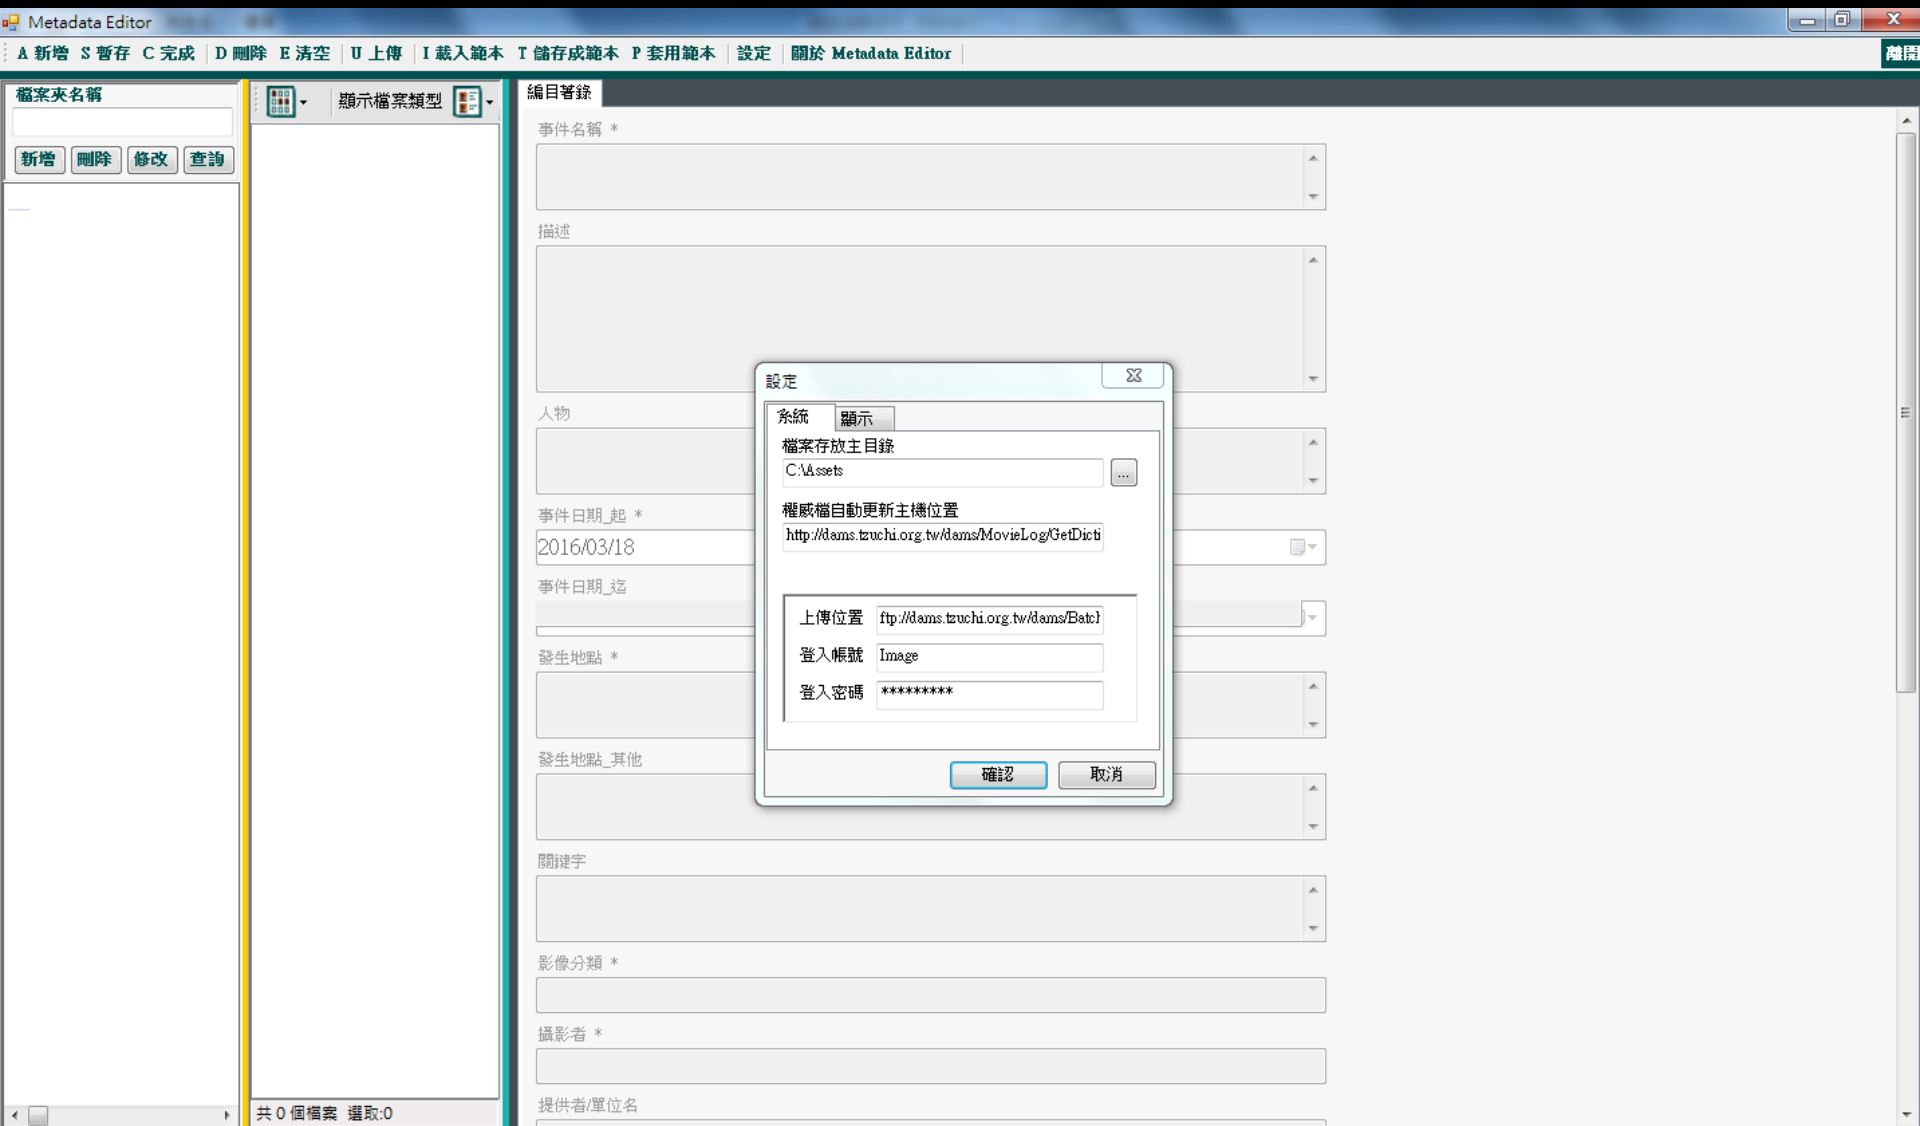 Metadata Editor
A 新增 S 暫存 C 完成 D 刪除 E 清空 U 上傳 I 載入範本 T 儲存成範本 P 套用範本 設定 關於 Metadata Editor 離開
檔案夾名稱
新增 刪除 修改 查詢
顯示檔案類型
共 0 個檔案 選取:0
編目著錄
事件名稱 *
描述
人物
事件日期_起 *
2016/03/18
事件日期_迄
發生地點 *
發生地點_其他
關鍵字
影像分類 *
攝影者 *
提供者/單位名
設定
系統 顯示
檔案存放主目錄
C:\Assets
...
權威檔自動更新主機位置
http://dams.tzuchi.org.tw/dams/MovieLog/GetDicti
上傳位置 ftp://dams.tzuchi.org.tw/dams/Batch
登入帳號 Image
登入密碼 *********
確認 取消